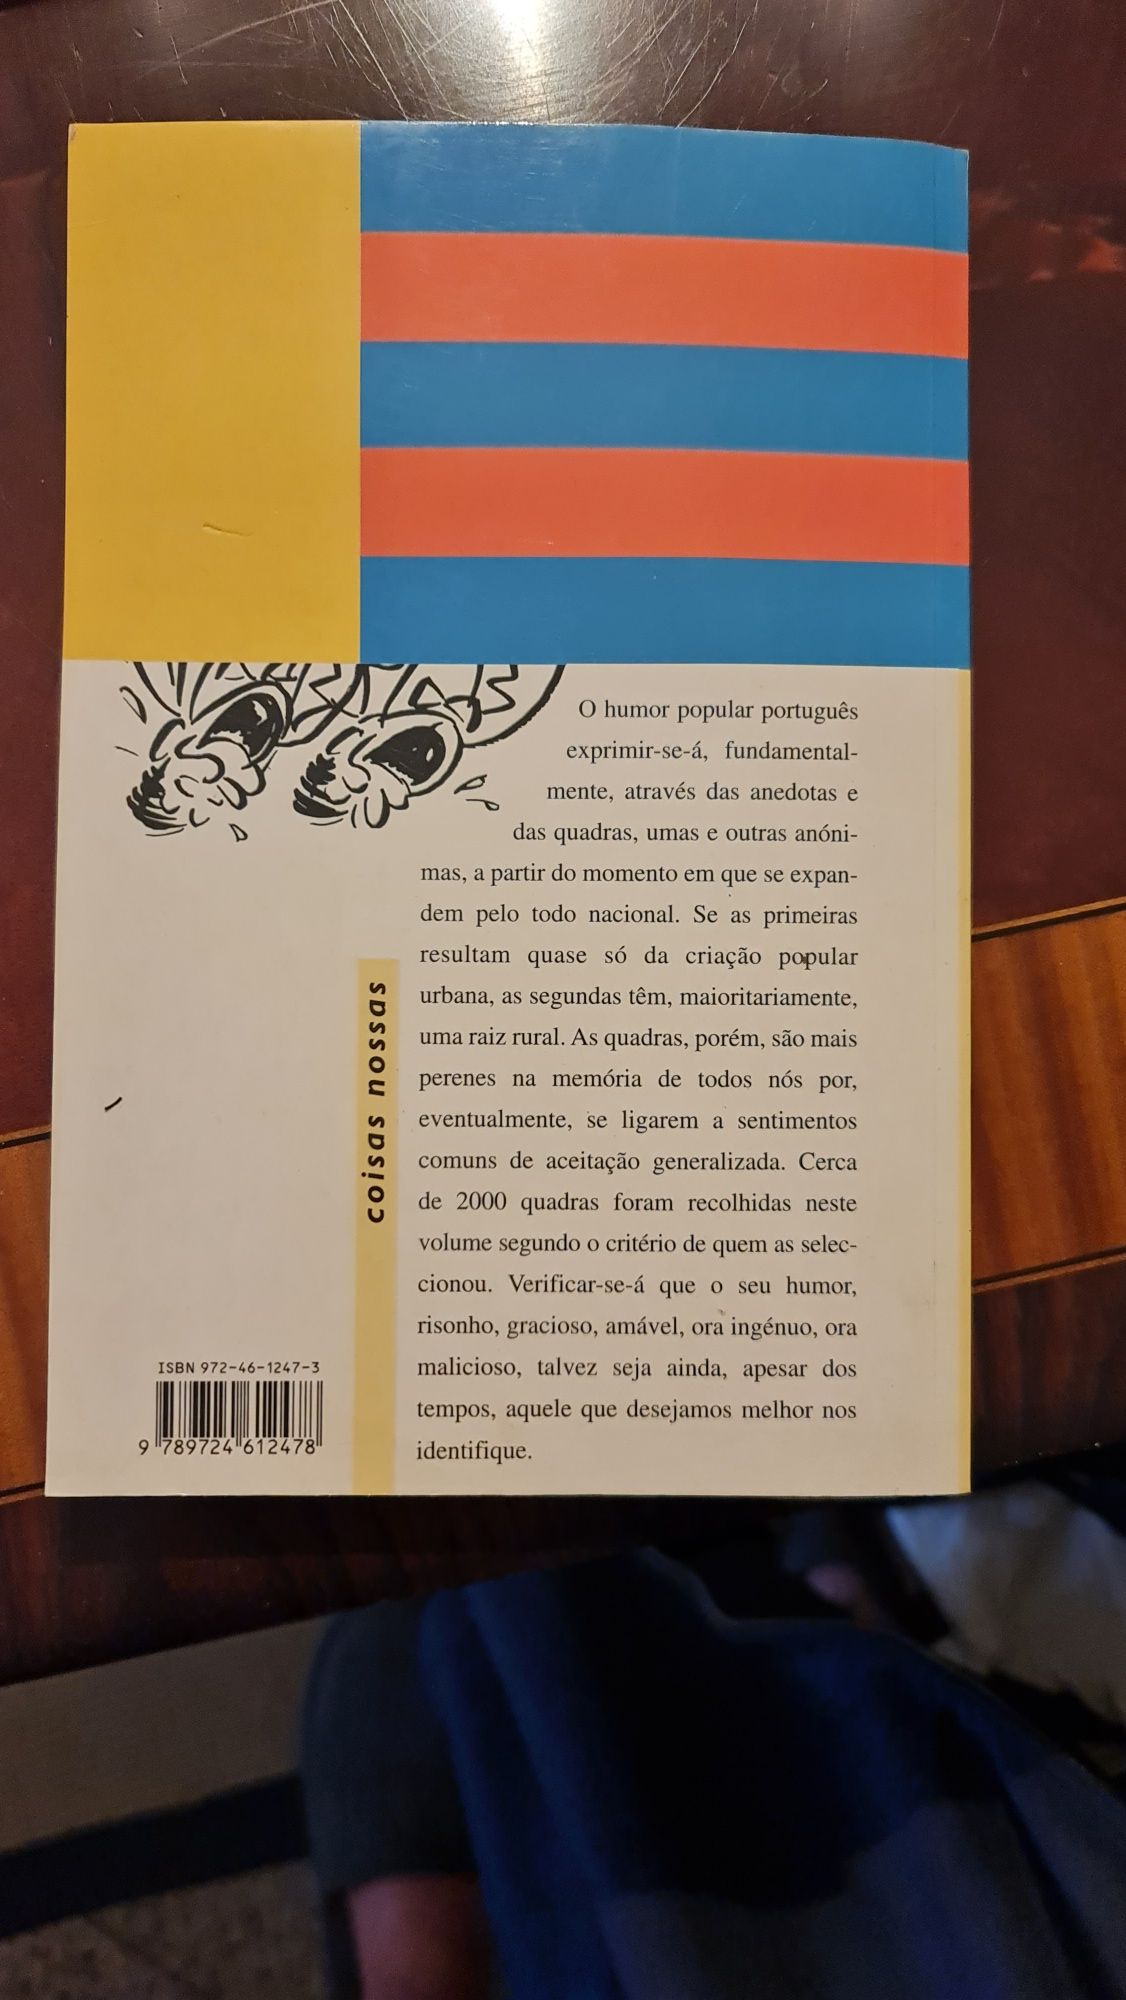 O humor popular português
exprimir-se-á, fundamental-
mente, através das anedotas e
das quadras, umas e outras anóni-
mas, a partir do momento em que se expan-
dem pelo todo nacional. Se as primeiras
resultam quase só da criação popular
urbana, as segundas têm, maioritariamente,
uma raiz rural. As quadras, porém, são mais
perenes na memória de todos nós por,
eventualmente, se ligarem a sentimentos
comuns de aceitação generalizada. Cerca
de 2000 quadras foram recolhidas neste
volume segundo o critério de quem as selec-
cionou. Verificar-se-á que o seu humor,
risonho, gracioso, amável, ora ingénuo, ora
malicioso, talvez seja ainda, apesar dos
tempos, aquele que desejamos melhor nos
identifique.
coisas nossas
ISBN 972-46-1247-3
9 789724 612478